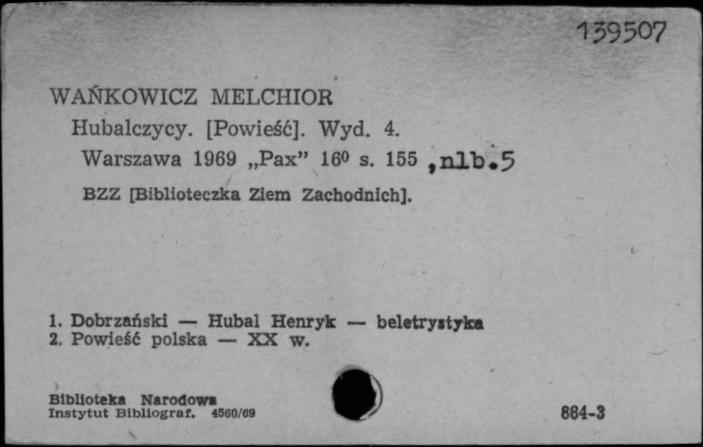 139507
WAŃKOWICZ MELCHIOR
Hubalczycy. [Powieść]. Wyd. 4.
Warszawa 1969 „Pax” 16⁰ s. 155 ,nlb.5
BZZ [Biblioteczka Ziem Zachodnich].
1. Dobrzański — Hubal Henryk — beletrystyka
2. Powieść polska — XX w.
Biblioteka Narodowa
Instytut Bibliograf. 4560/69
884-3